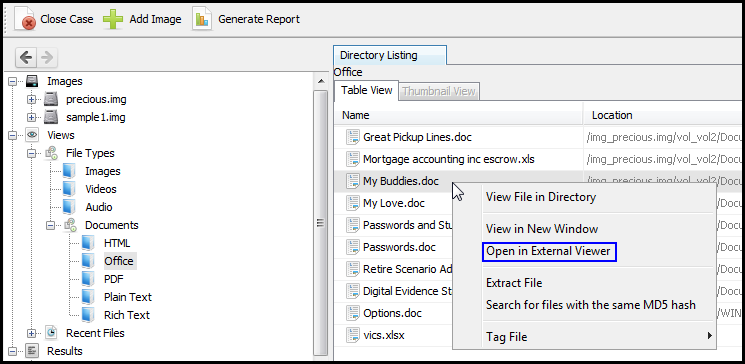 Close Case Add Image Generate Report
Images
precious.img
sample1.img
Views
File Types
Images
Videos
Audio
Documents
HTML
Office
PDF
Plain Text
Rich Text
Recent Files
Results
Directory Listing
Office
Table View Thumbnail View
Name Location
Great Pickup Lines.doc /img_precious.img/vol_vol2/Docu
Mortgage accounting inc escrow.xls /img_precious.img/vol_vol2/Docu
My Buddies.doc /img_precious.img/vol_vol2/Docu
My Love.doc
Passwords and Stu
Passwords.doc
Retire Scenario Ad
Digital Evidence St
Options.doc
vics.xlsx
View File in Directory
View in New Window
Open in External Viewer
Extract File
Search for files with the same MD5 hash
Tag File